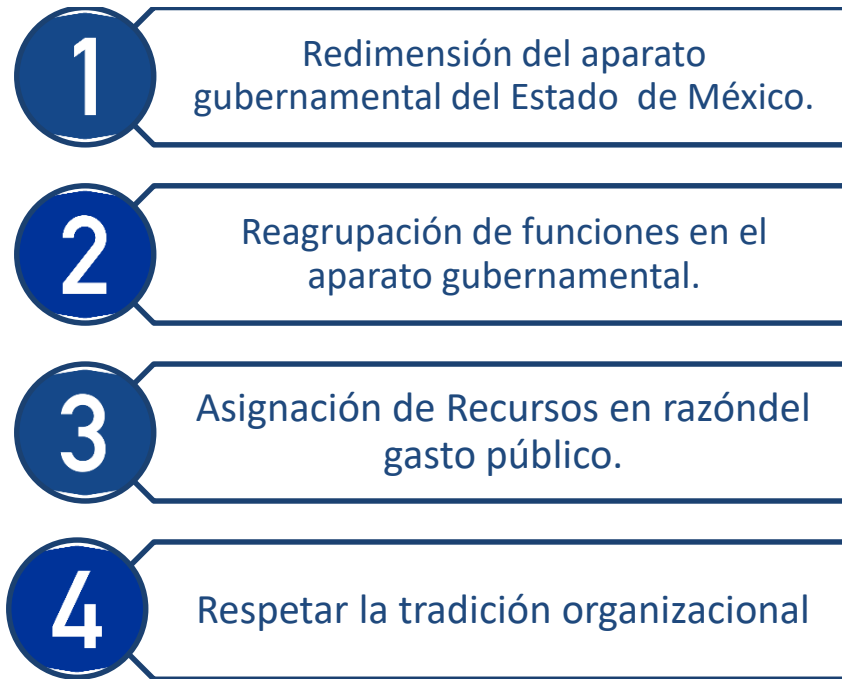 1
Redimensión del aparato
gubernamental del Estado de México.
2
Reagrupación de funciones en el
aparato gubernamental.
3
Asignación de Recursos en razóndel
gasto público.
4
Respetar la tradición organizacional